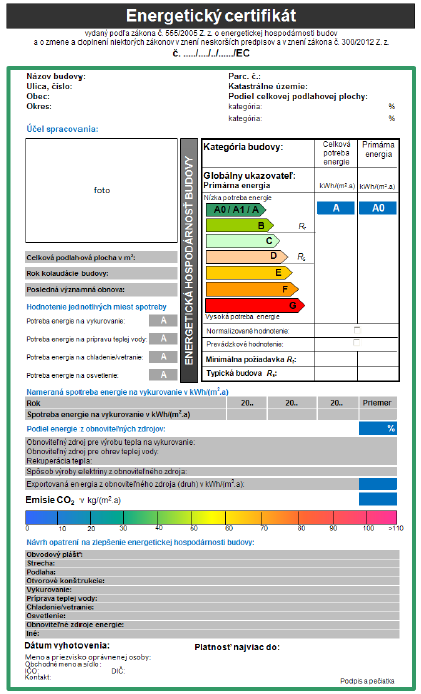 Energetický certifikát
vydaný podľa zákona č. 555/2005 Z. z. o energetickej hospodárnosti budov
a o zmene a doplnení niektorých zákonov v znení neskorších predpisov a v znení zákona č. 300/2012 Z. z.
č. ...../..../../....../EC
Názov budovy:
Ulica, číslo:
Obec:
Okres:
Parc. č.:
Katastrálne územie:
Podiel celkovej podlahovej plochy:
kategória: %
kategória: %
Účel spracovania:
foto
Celková podlahová plocha v m²:
Rok kolaudácie budovy:
Posledná významná obnova:
Hodnotenie jednotlivých miest spotreby
Potreba energie na vykurovanie: A
Potreba energie na prípravu teplej vody: A
Potreba energie na chladenie/vetranie: A
Potreba energie na osvetlenie: A
ENERGETICKÁ HOSPODÁRNOSŤ BUDOVY
Kategória budovy:
Celková potreba energie
Primárna energia
Globálny ukazovateľ:
Primárna energia
kWh/(m².a) kWh/(m².a)
Nízka potreba energie
A0 / A1 / A
A A0
B Rr
C
D Rs
E
F
G
Vysoká potreba energie
Normalizované hodnotenie:
Prevádzkové hodnotenie:
Minimálna požiadavka Rr:
Typická budova Rs:
Nameraná spotreba energie na vykurovanie v kWh/(m².a)
Rok 20.. 20.. 20.. Priemer
Spotreba energie na vykurovanie v kWh/(m².a)
Podiel energie z obnoviteľných zdrojov: %
Obnoviteľný zdroj pre výrobu tepla na vykurovanie:
Obnoviteľný zdroj pre ohrev teplej vody:
Rekuperácia tepla:
Spôsob výroby elektriny z obnoviteľného zdroja:
Exportovaná energia z obnoviteľného zdroja (druh) v kWh/(m².a):
Emisie CO₂ v kg/(m².a)
0 10 20 30 40 50 60 70 80 90 100 >110
Návrh opatrení na zlepšenie energetickej hospodárnosti budovy:
Obvodový plášť:
Strecha:
Podlaha:
Otvorové konštrukcie:
Vykurovanie:
Príprava teplej vody:
Chladenie/vetranie:
Osvetlenie:
Obnoviteľné zdroje energie:
Iné:
Dátum vyhotovenia: Platnosť najviac do:
Meno a priezvisko oprávnenej osoby:
Obchodné meno a sídlo:
IČO: DIČ:
Kontakt:
Podpis a pečiatka